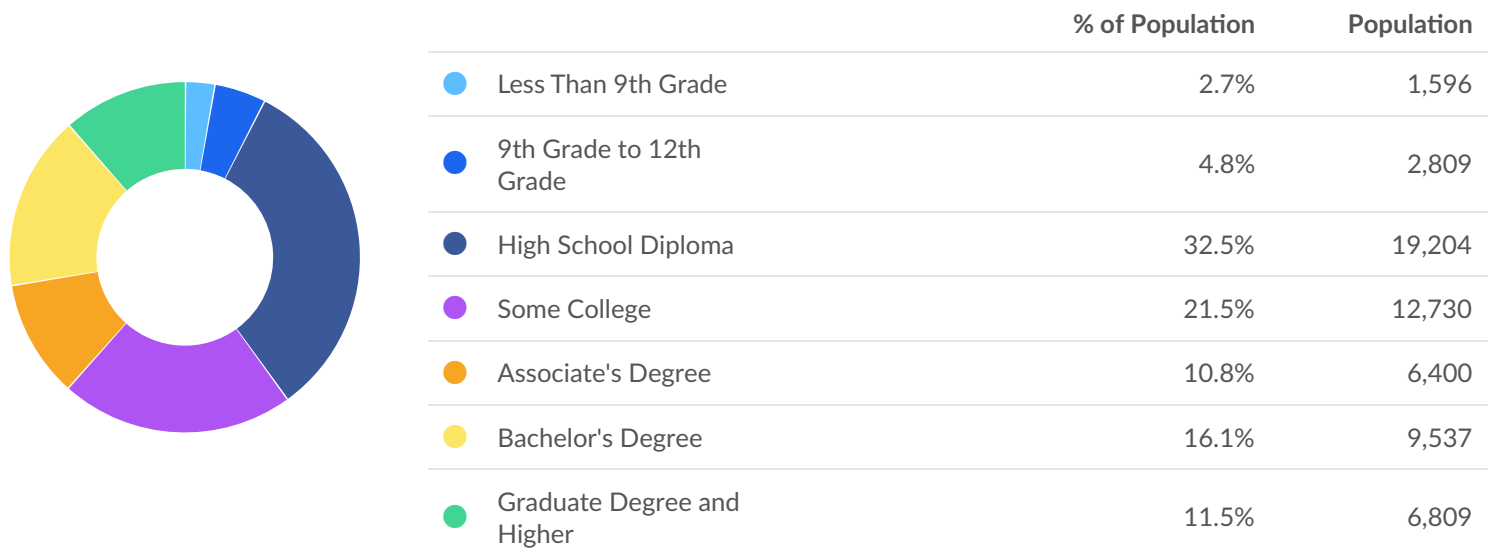 % of Population Population
Less Than 9th Grade 2.7% 1,596
9th Grade to 12th
Grade 4.8% 2,809
High School Diploma 32.5% 19,204
Some College 21.5% 12,730
Associate's Degree 10.8% 6,400
Bachelor's Degree 16.1% 9,537
Graduate Degree and
Higher 11.5% 6,809